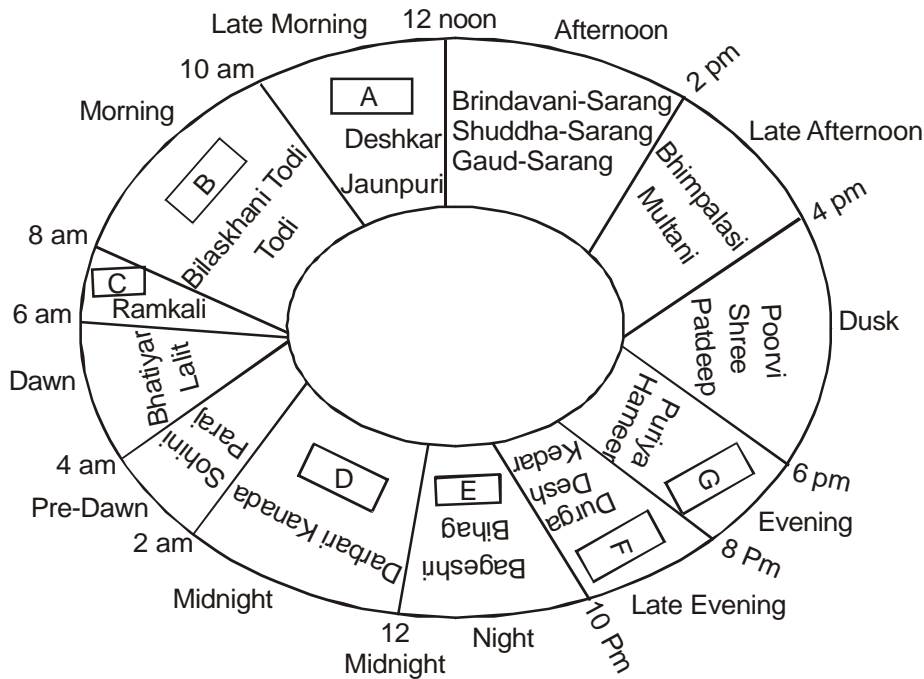 Late Morning
12 noon
Afternoon
10 am
2 pm
Morning
A
Deshkar
Jaunpuri
Brindavani-Sarang
Shuddha-Sarang
Gaud-Sarang
Late Afternoon
Bhimpalasi
Multani
4 pm
B
Bilaskhani Todi
Todi
8 am
C
Ramkali
6 am
Dusk
Poorvi
Shree
Patdeep
Dawn
Bhatiyar
Lalit
Puriya
Hameer
G
6 pm
4 am
Sohini
Paraj
Evening
Pre-Dawn
D
Darbari Kanada
E
Bihag
Bageshri
Kedar
Desh
Durga
F
8 Pm
2 am
Midnight
Late Evening
10 Pm
12
Midnight
Night